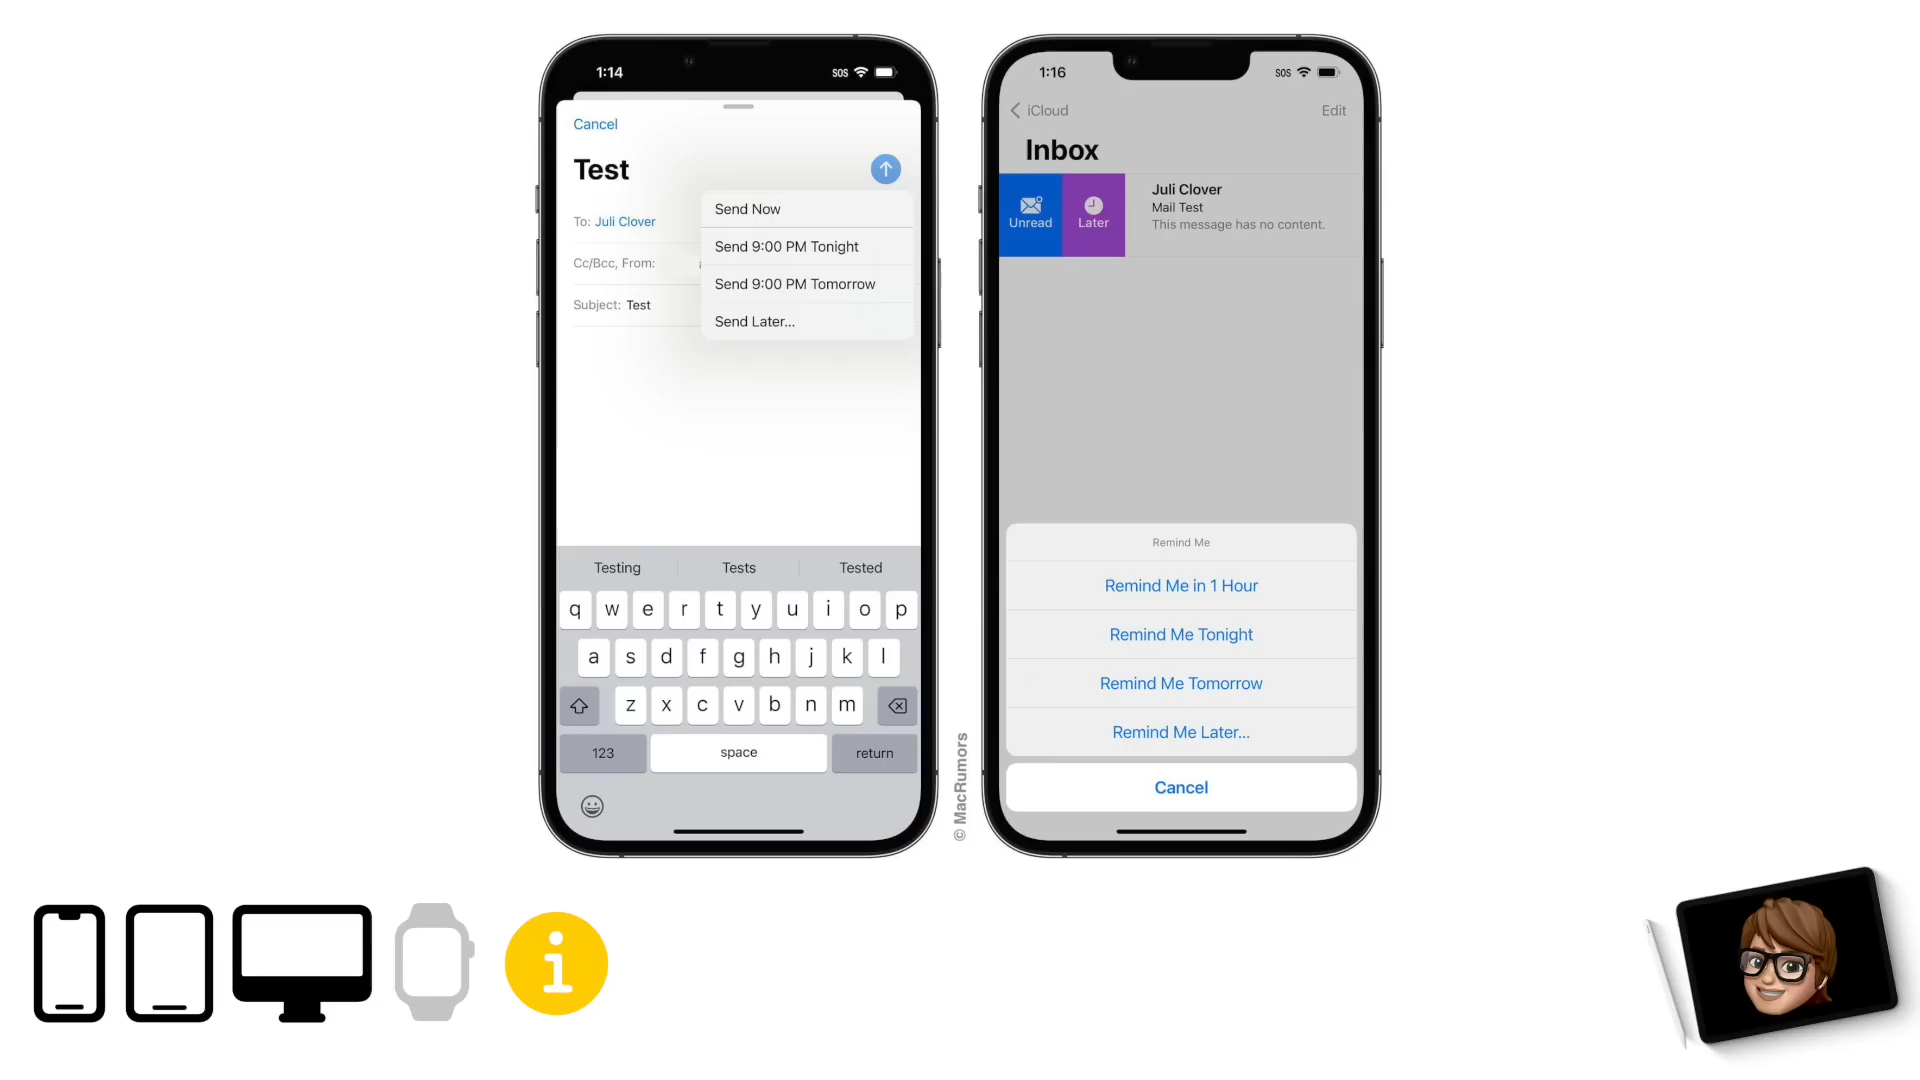 1:14
SOS
Cancel
Test
To: Juli Clover
Cc/Bcc, From:
Subject: Test
Send Now
Send 9:00 PM Tonight
Send 9:00 PM Tomorrow
Send Later...
Testing Tests Tested
q w e r t y u i o p
a s d f g h j k l
z x c v b n m
123 space return
© MacRumors
1:16
SOS
iCloud Edit
Inbox
Unread Later
Juli Clover
Mail Test
This message has no content.
Remind Me
Remind Me in 1 Hour
Remind Me Tonight
Remind Me Tomorrow
Remind Me Later...
Cancel